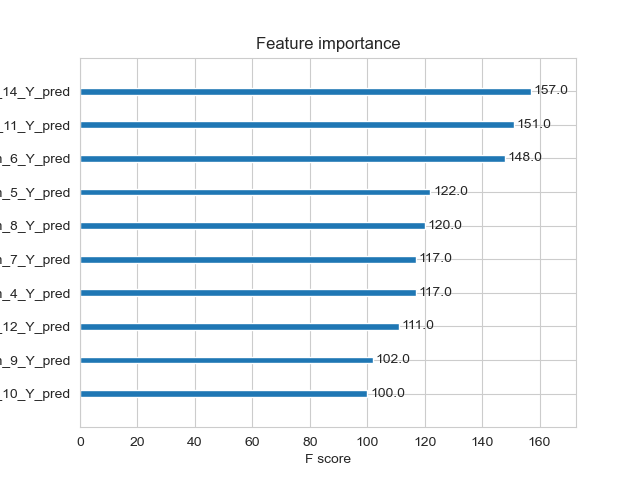 Feature importance
_14_Y_pred 157.0
_11_Y_pred 151.0
_6_Y_pred 148.0
_5_Y_pred 122.0
_8_Y_pred 120.0
_7_Y_pred 117.0
_4_Y_pred 117.0
_12_Y_pred 111.0
_9_Y_pred 102.0
_10_Y_pred 100.0
0 20 40 60 80 100 120 140 160
F score